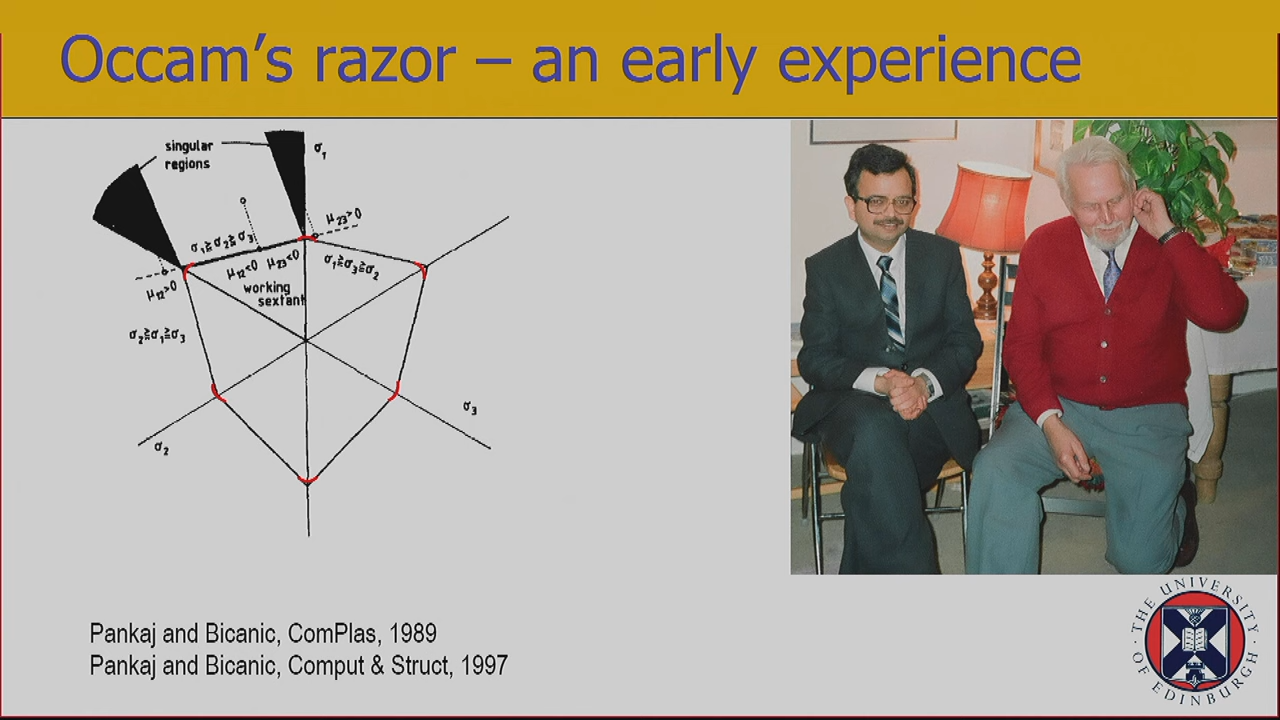 Occam's razor – an early experience
singular
regions
σ1
μ23>0
σ1≧σ2≧σ3
μ12<0 μ23<0
σ1≧σ3≧σ2
working
sextant
μ12>0
σ2≧σ1≧σ3
σ3
σ2
Pankaj and Bicanic, ComPlas, 1989
Pankaj and Bicanic, Comput & Struct, 1997
THE UNIVERSITY
OF EDINBURGH